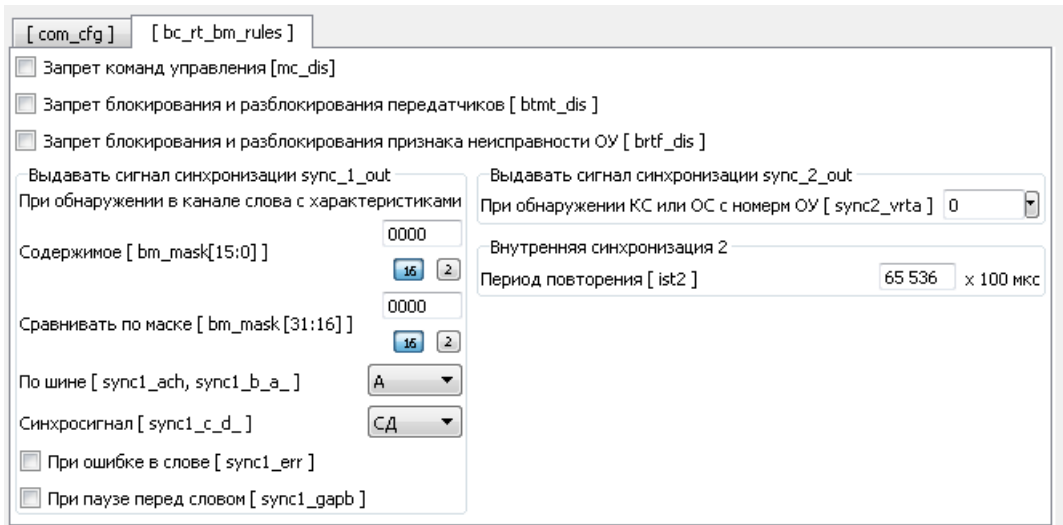 [ com_cfg ]
[ bc_rt_bm_rules ]
Запрет команд управления [mc_dis]
Запрет блокирования и разблокирования передатчиков [ btmt_dis ]
Запрет блокирования и разблокирования признака неисправности ОУ [ brtf_dis ]
Выдавать сигнал синхронизации sync_1_out
При обнаружении в канале слова с характеристиками
Содержимое [ bm_mask[15:0] ]
0000
16 2
Сравнивать по маске [ bm_mask [31:16] ]
0000
16 2
По шине [ sync1_ach, sync1_b_a_ ]
А
Синхросигнал [ sync1_c_d_ ]
СД
При ошибке в слове [ sync1_err ]
При паузе перед словом [ sync1_gapb ]
Выдавать сигнал синхронизации sync_2_out
При обнаружении КС или ОС с номерм ОУ [ sync2_vrta ] 0
Внутренняя синхронизация 2
Период повторения [ ist2 ] 65 536 x 100 мкс